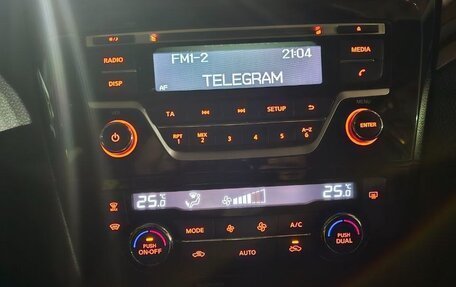 RADIO
FM1-2 21:04
MEDIA
DISP
TELEGRAM
AF
TA SETUP
MENU
RPT 1
MIX 2
3 4 5
A-Z 6
ENTER
25.0°C
25.0°C
MODE A/C
PUSH ON·OFF
AUTO
PUSH DUAL